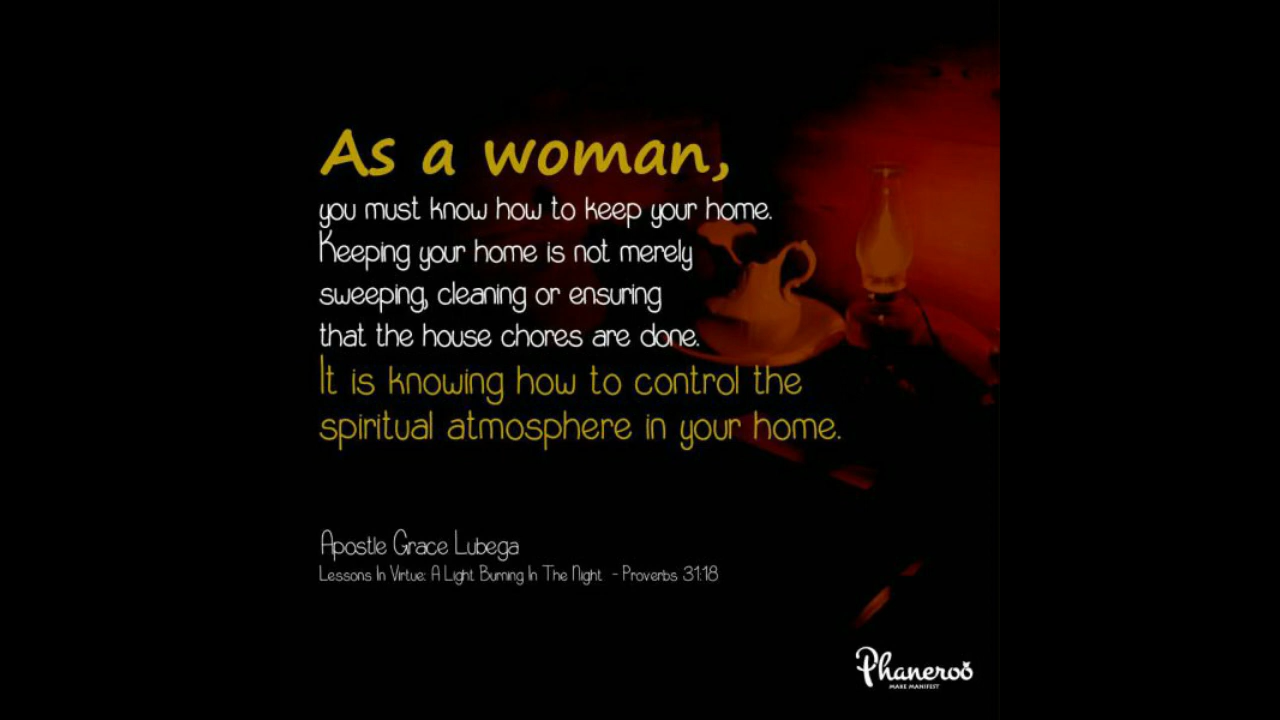 As a woman,
you must know how to keep your home.
Keeping your home is not merely
sweeping, cleaning or ensuring
that the house chores are done.
It is knowing how to control the
spiritual atmosphere in your home.
Apostle Grace Lubega
Lessons In Virtue: A Light Burning In The Night - Proverbs 31:18
Phaneroo
MAKE MANIFEST